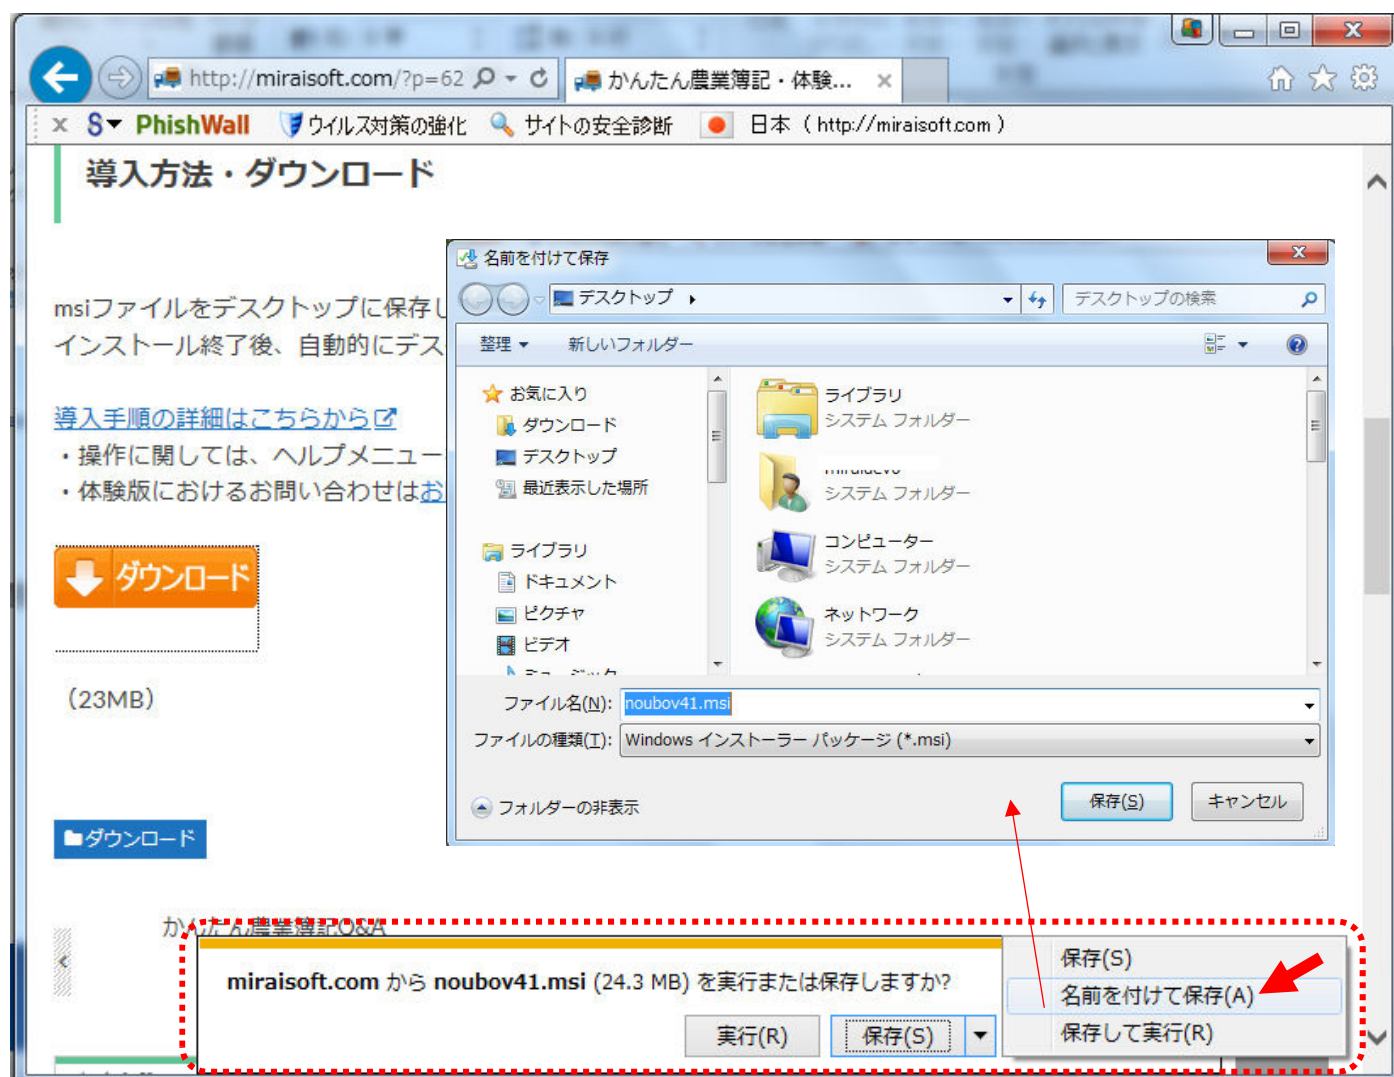 http://miraisoft.com/?p=62
かんたん農業簿記・体験...
PhishWall ウイルス対策の強化 サイトの安全診断 日本（ http://miraisoft.com ）
導入方法・ダウンロード
msiファイルをデスクトップに保存し
インストール終了後、自動的にデス
導入手順の詳細はこちらから
・操作に関しては、ヘルプメニュー
・体験版におけるお問い合わせはお
ダウンロード
（23MB）
ダウンロード
かんたん農業簿記Q&A
名前を付けて保存
デスクトップ
デスクトップの検索
整理 新しいフォルダー
お気に入り
ダウンロード
デスクトップ
最近表示した場所
ライブラリ
ドキュメント
ピクチャ
ビデオ
ミュージック
ライブラリ
システム フォルダー
システム フォルダー
コンピューター
システム フォルダー
ネットワーク
システム フォルダー
ファイル名(N): noubov41.msi
ファイルの種類(T): Windows インストーラー パッケージ (*.msi)
フォルダーの非表示
保存(S)
キャンセル
miraisoft.com から noubov41.msi (24.3 MB) を実行または保存しますか?
実行(R)
保存(S)
保存(S)
名前を付けて保存(A)
保存して実行(R)